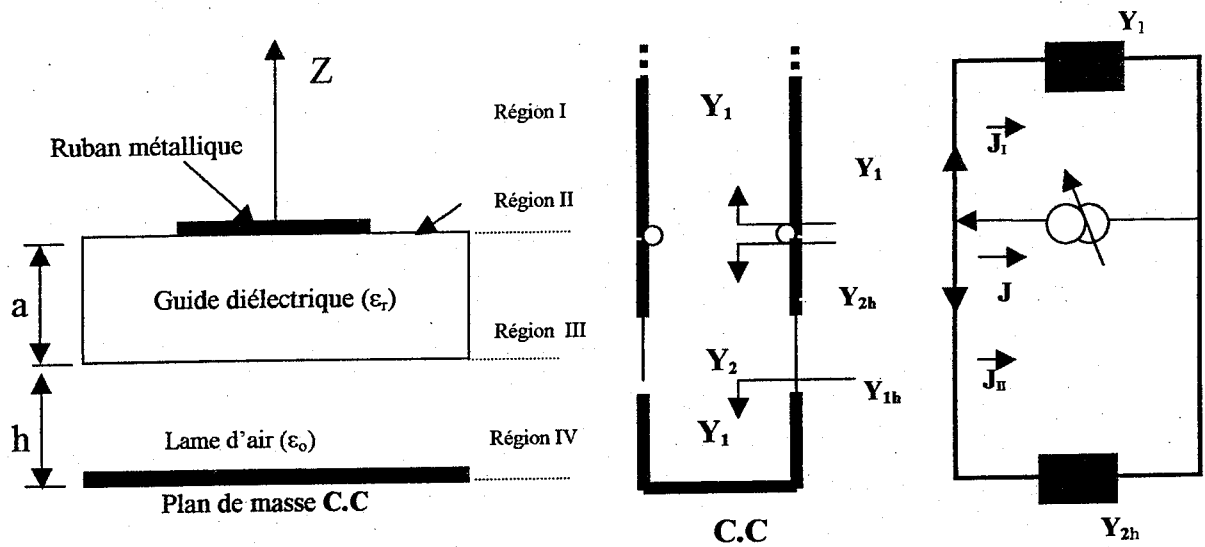 Z
Région I
Ruban métallique
Région II
a
Guide diélectrique (εr)
Région III
h
Lame d'air (εo)
Région IV
Plan de masse C.C
Y1
Y1
Y2h
Y2
Y1h
Y1
C.C
Y1
JI
J
JII
Y2h